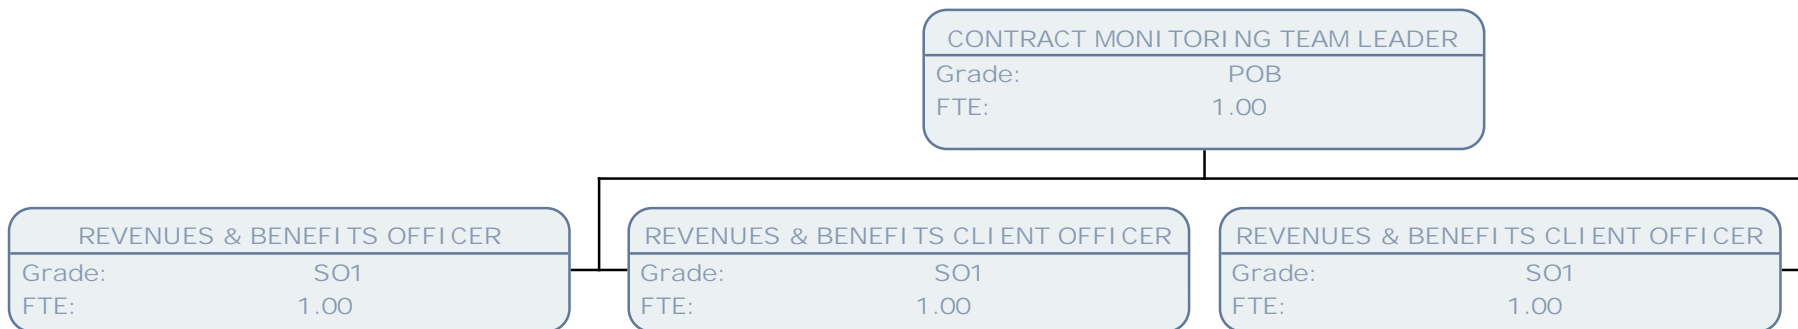 CONTRACT MONITORING TEAM LEADER
Grade: POB
FTE: 1.00
REVENUES & BENEFITS OFFICER
Grade: SO1
FTE: 1.00
REVENUES & BENEFITS CLIENT OFFICER
Grade: SO1
FTE: 1.00
REVENUES & BENEFITS CLIENT OFFICER
Grade: SO1
FTE: 1.00